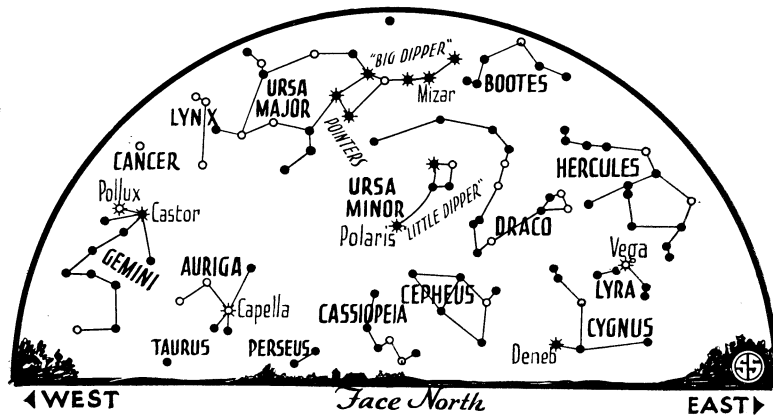 "BIG DIPPER"
BOOTES
Mizar
URSA
MAJOR
LYNX
POINTERS
CANCER
HERCULES
Pollux
Castor
URSA
MINOR
"LITTLE DIPPER"
Polaris
DRACO
GEMINI
AURIGA
Vega
LYRA
Capella
CASSIOPEIA
CEPHEUS
CYGNUS
TAURUS
PERSEUS
Deneb
WEST
Face North
EAST